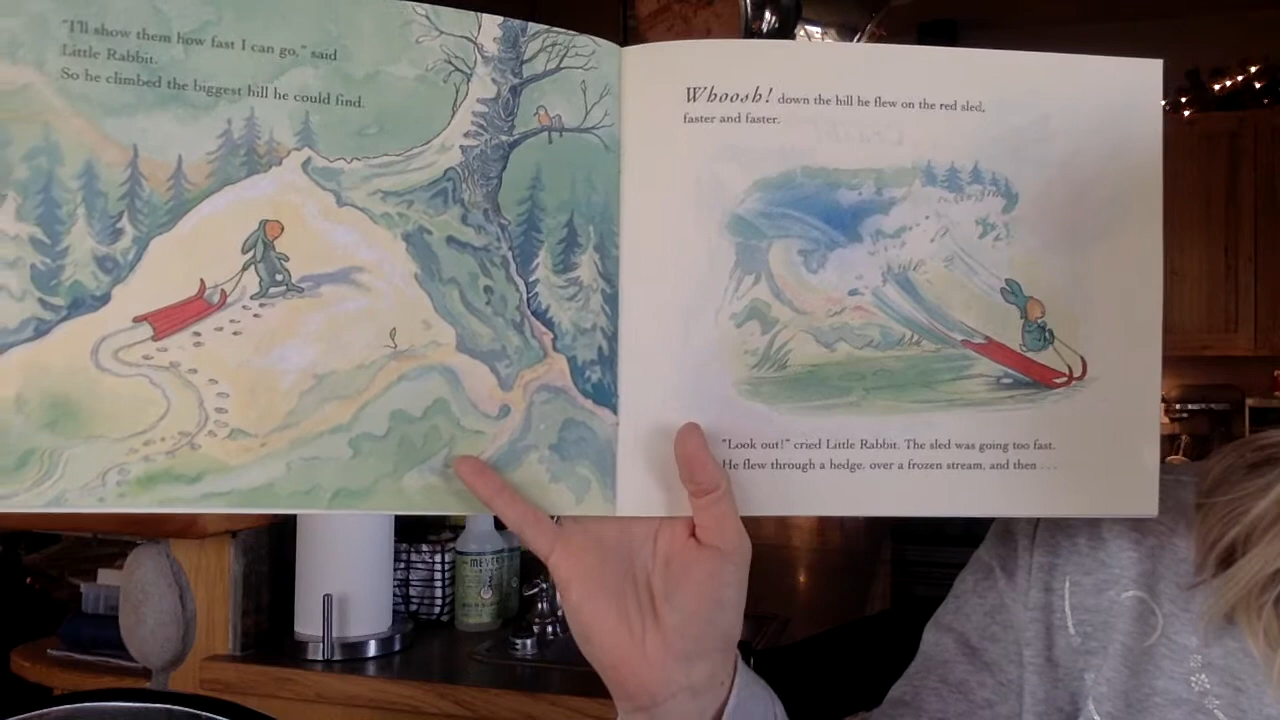 "I'll show them how fast I can go," said
Little Rabbit.
So he climbed the biggest hill he could find.
Whoosh! down the hill he flew on the red sled,
faster and faster.
"Look out!" cried Little Rabbit. The sled was going too fast.
He flew through a hedge, over a frozen stream, and then . . .
MEYER'S